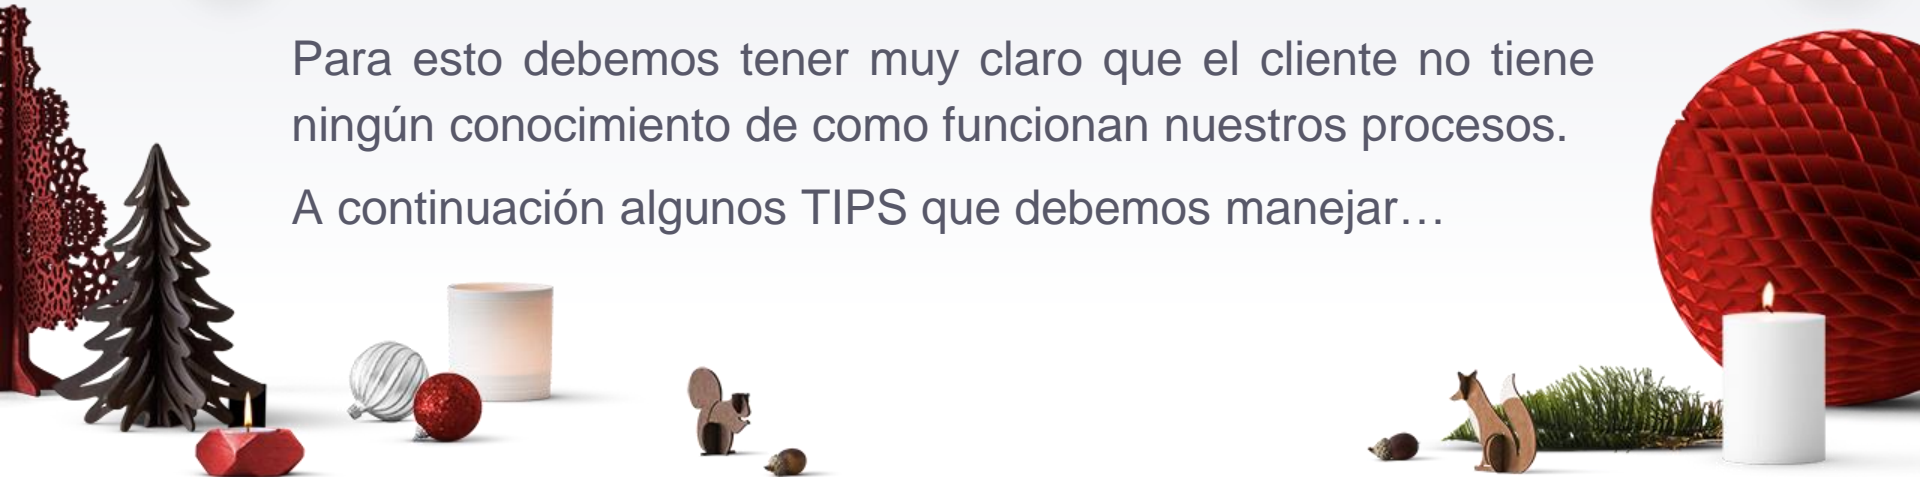 Para esto debemos tener muy claro que el cliente no tiene
ningún conocimiento de como funcionan nuestros procesos.
A continuación algunos TIPS que debemos manejar…